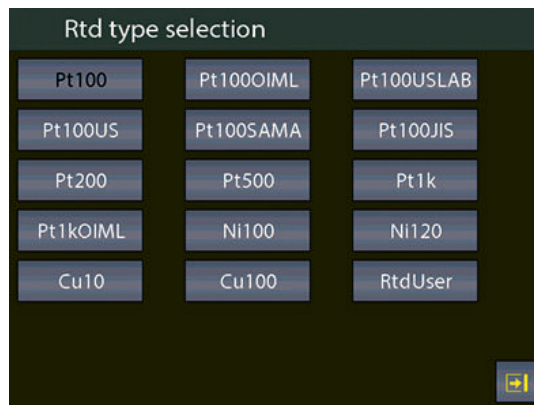 Rtd type selection
Pt100 Pt100OIML Pt100USLAB
Pt100US Pt100SAMA Pt100JIS
Pt200 Pt500 Pt1k
Pt1kOIML Ni100 Ni120
Cu10 Cu100 RtdUser